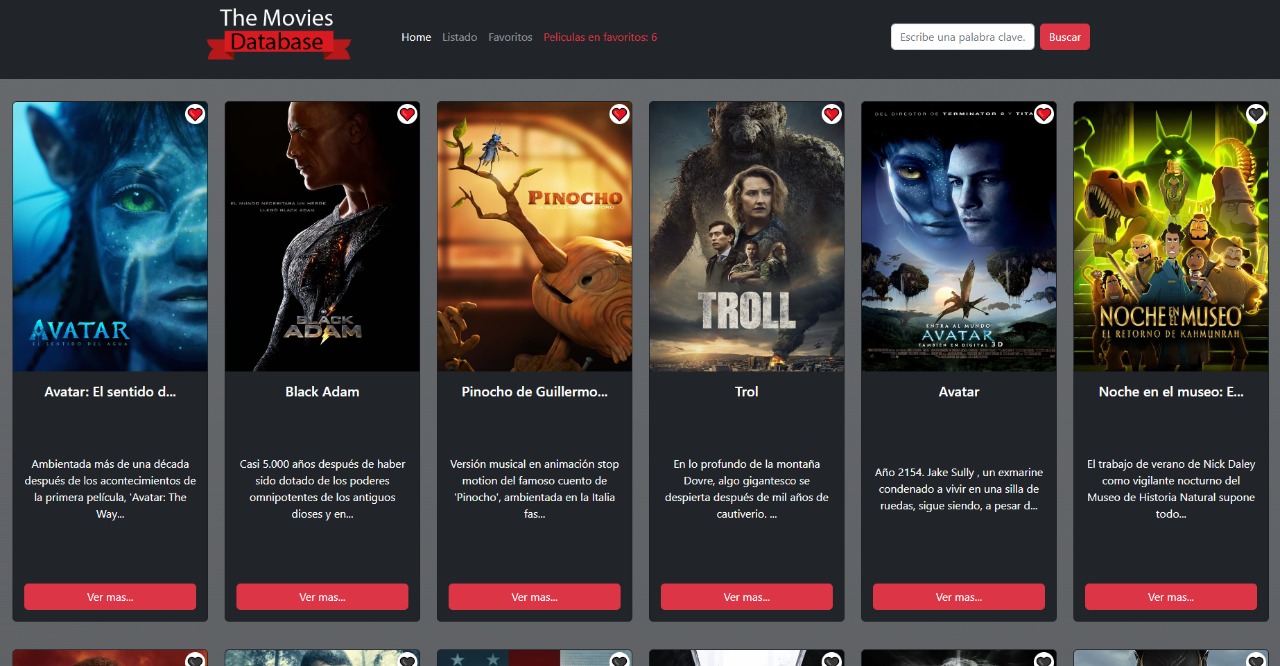 The Movies
Database
Home
Listado
Favoritos
Peliculas en favoritos: 6
Escribe una palabra clave.
Buscar
AVATAR
EL SENTIDO DEL AGUA
EL MUNDO NECESITABA UN HÉROE
LLEGÓ BLACK ADAM
BLACK
ADAM
PINOCHO
TROLL
DEL DIRECTOR DE TERMINATOR 2 Y TITA
ENTRA AL MUNDO
AVATAR
TAMBIÉN EN DIGITAL 3D
NOCHE EN EL MUSEO
EL RETORNO DE KAHMUNRAH
Avatar: El sentido d...
Ambientada más de una década
después de los acontecimientos de
la primera película, 'Avatar: The
Way...
Ver mas...
Black Adam
Casi 5.000 años después de haber
sido dotado de los poderes
omnipotentes de los antiguos
dioses y en...
Ver mas...
Pinocho de Guillermo...
Versión musical en animación stop
motion del famoso cuento de
'Pinocho', ambientada en la Italia
fas...
Ver mas...
Trol
En lo profundo de la montaña
Dovre, algo gigantesco se
despierta después de mil años de
cautiverio. ...
Ver mas...
Avatar
Año 2154. Jake Sully , un exmarine
condenado a vivir en una silla de
ruedas, sigue siendo, a pesar d...
Ver mas...
Noche en el museo: E...
El trabajo de verano de Nick Daley
como vigilante nocturno del
Museo de Historia Natural supone
todo...
Ver mas...